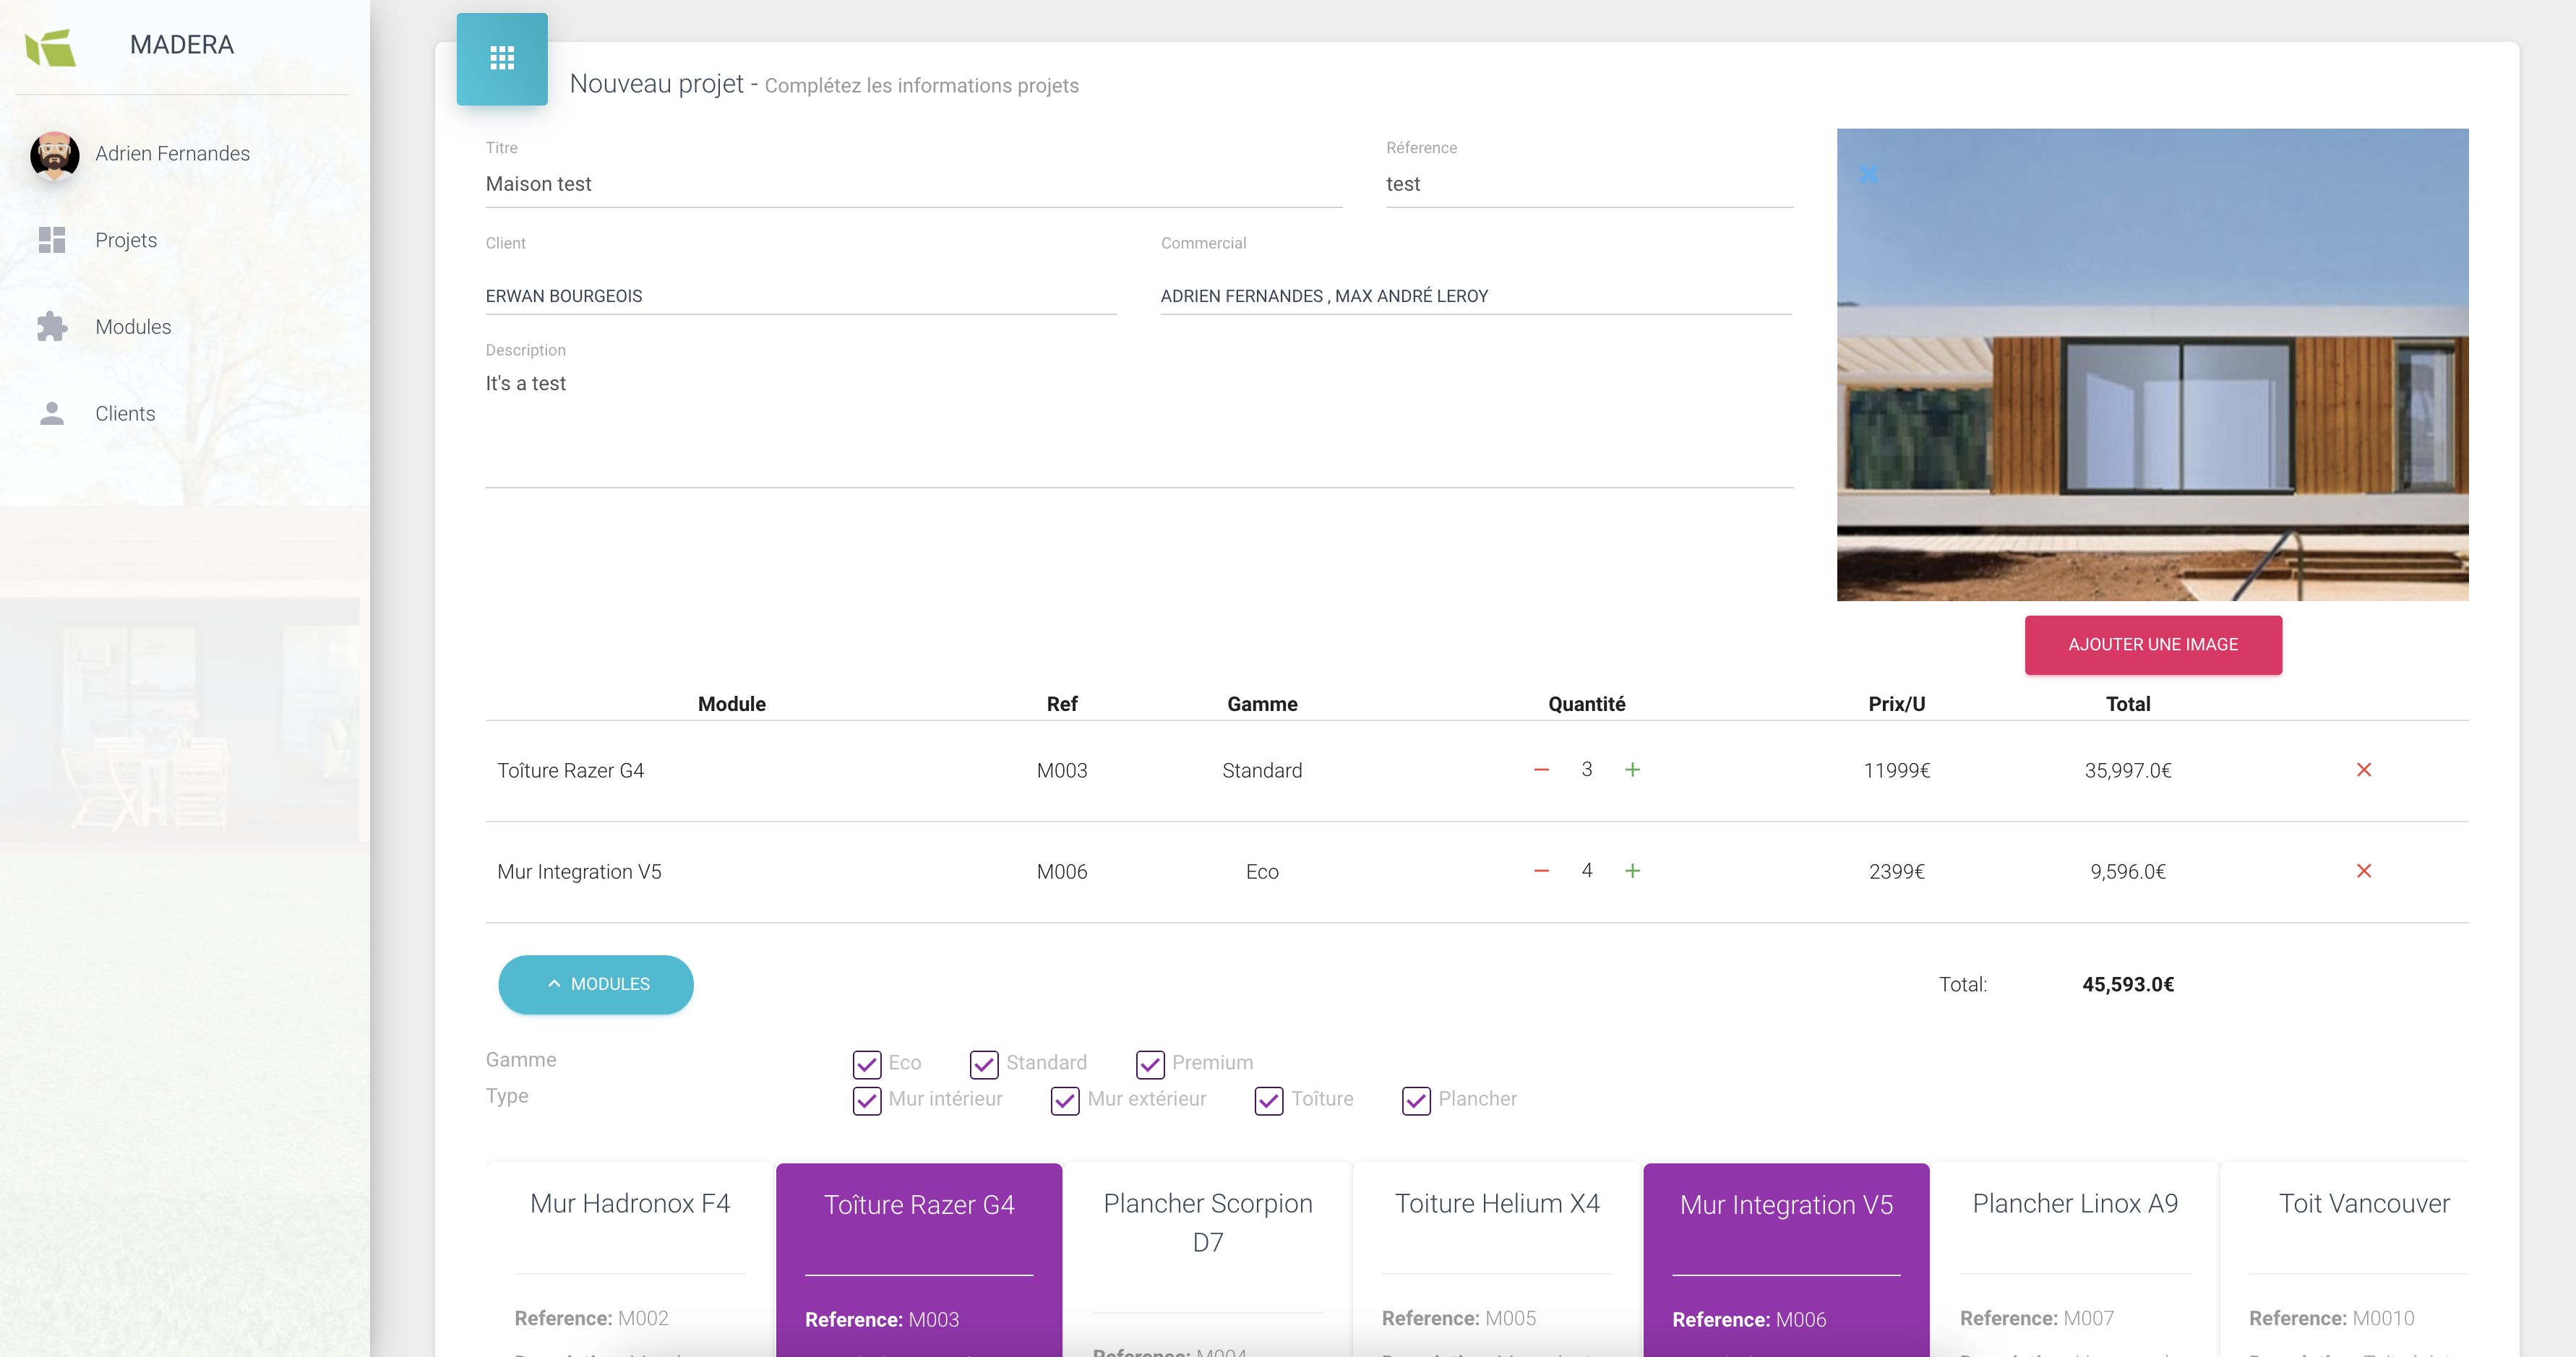 MADERA
Adrien Fernandes
Projets
Modules
Clients
Nouveau projet - Complétez les informations projets
Titre
Maison test
Réference
test
Client
ERWAN BOURGEOIS
Commercial
ADRIEN FERNANDES , MAX ANDRÉ LEROY
Description
It's a test
AJOUTER UNE IMAGE
Module Ref Gamme Quantité Prix/U Total
Toîture Razer G4 M003 Standard − 3 + 11999€ 35,997.0€ ×
Mur Integration V5 M006 Eco − 4 + 2399€ 9,596.0€ ×
MODULES
Total: 45,593.0€
Gamme Eco Standard Premium
Type Mur intérieur Mur extérieur Toîture Plancher
Mur Hadronox F4
Reference: M002
Toîture Razer G4
Reference: M003
Plancher Scorpion
D7
Reference: M004
Toiture Helium X4
Reference: M005
Mur Integration V5
Reference: M006
Plancher Linox A9
Reference: M007
Toit Vancouver
Reference: M0010